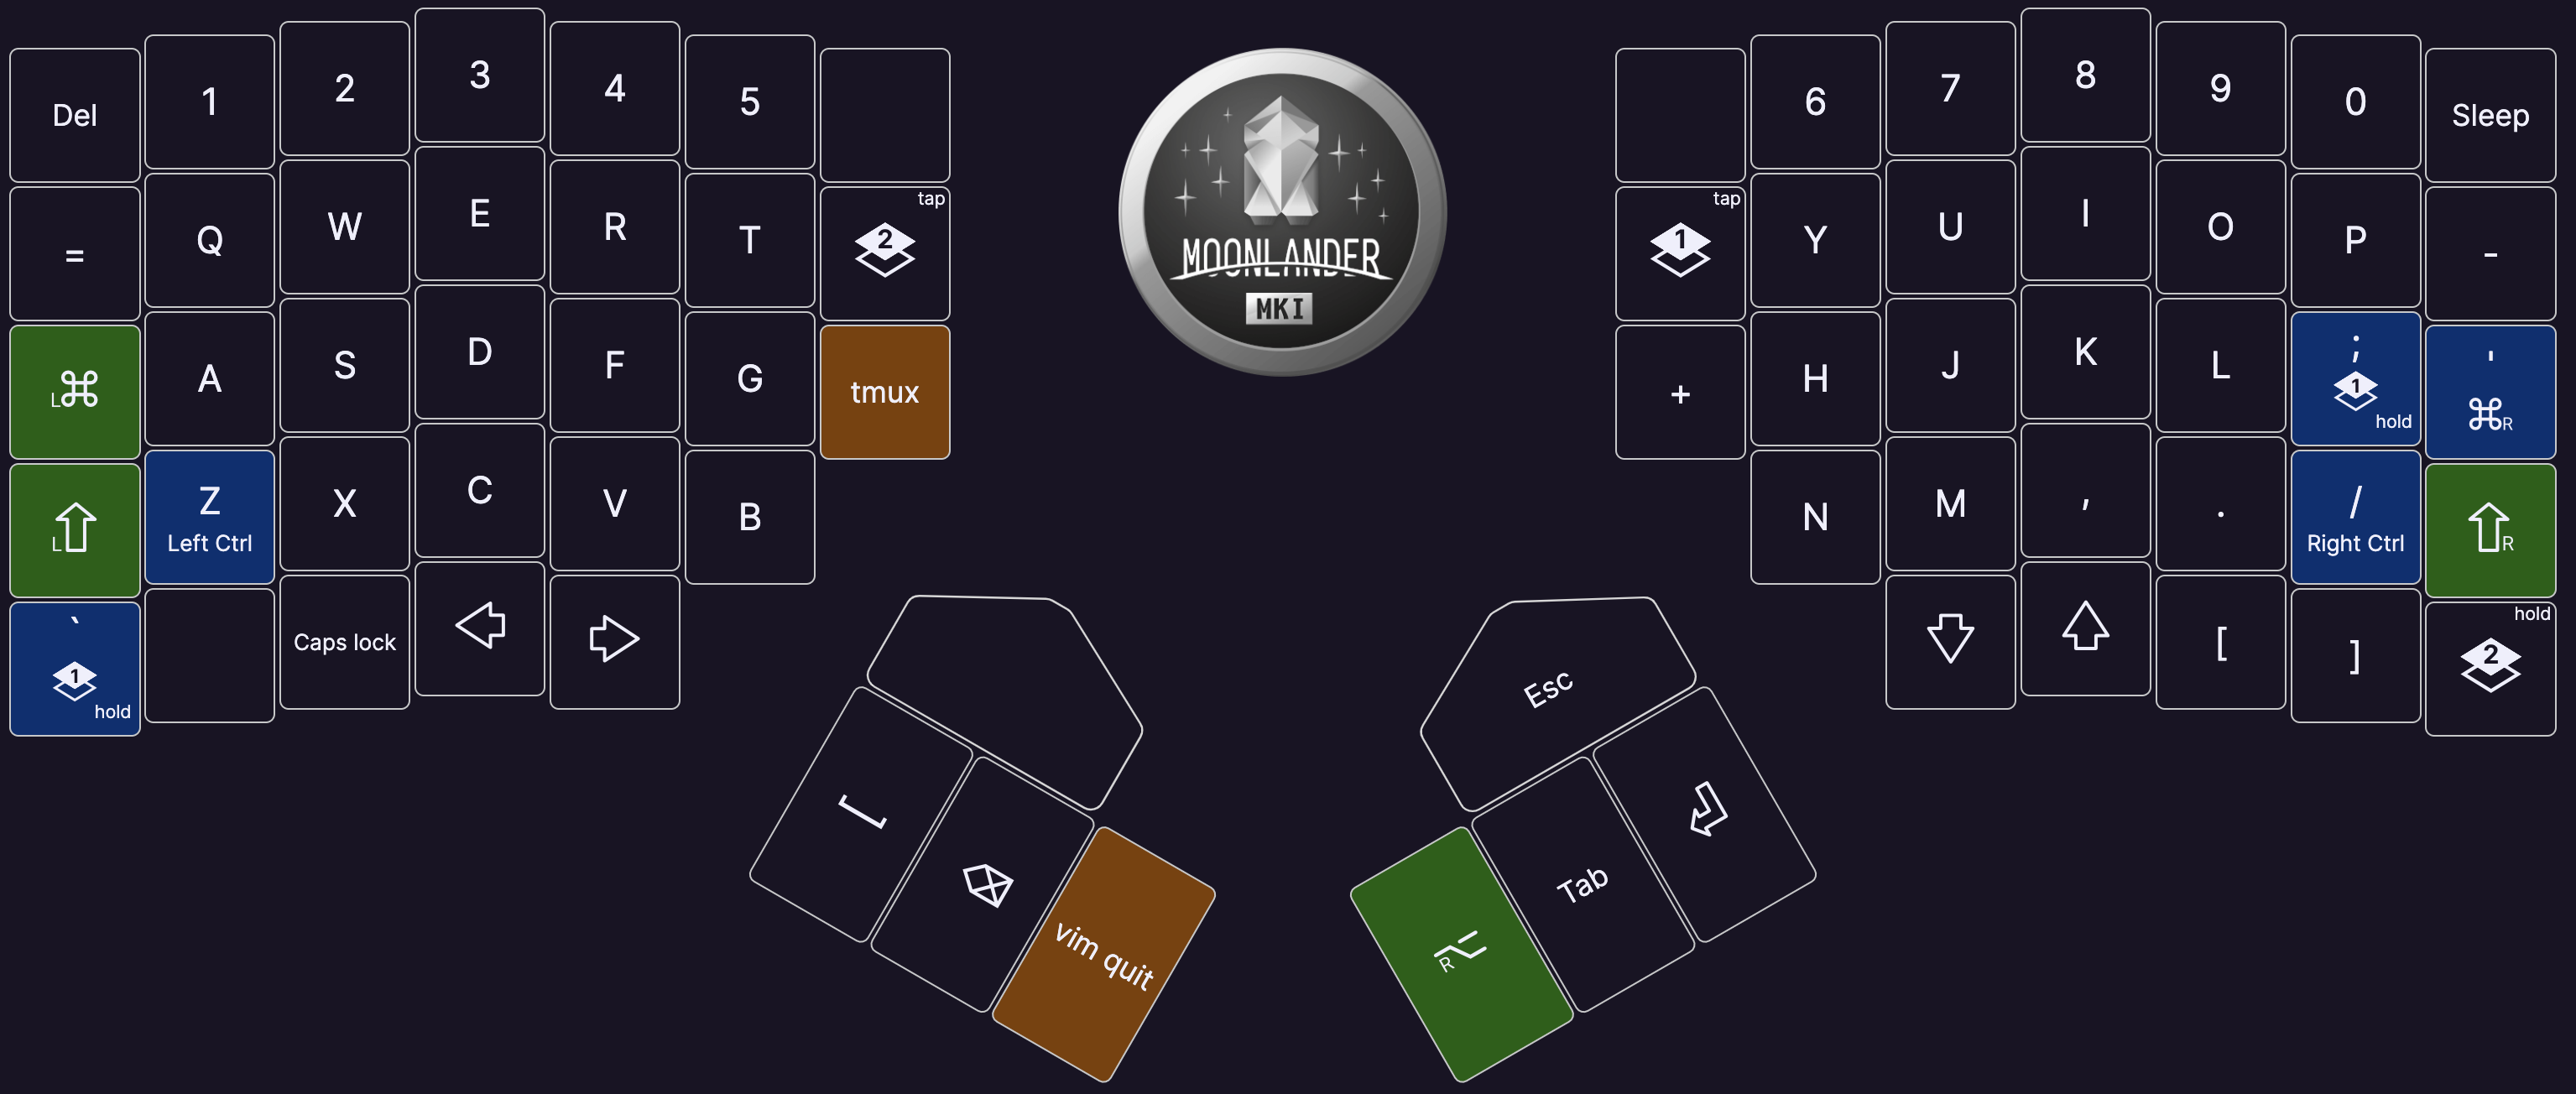 Del 1 2 3 4 5
6 7 8 9 0 Sleep
= Q W E R T tap 2
tap 1 Y U I O P -
L⌘ A S D F G tmux
+ H J K L ; 1 hold ' ⌘R
L Z Left Ctrl X C V B
N M , . / Right Ctrl R
` 1 hold Caps lock
[ ] hold 2
MOONLANDER
MKI
Esc
vim quit
R Tab